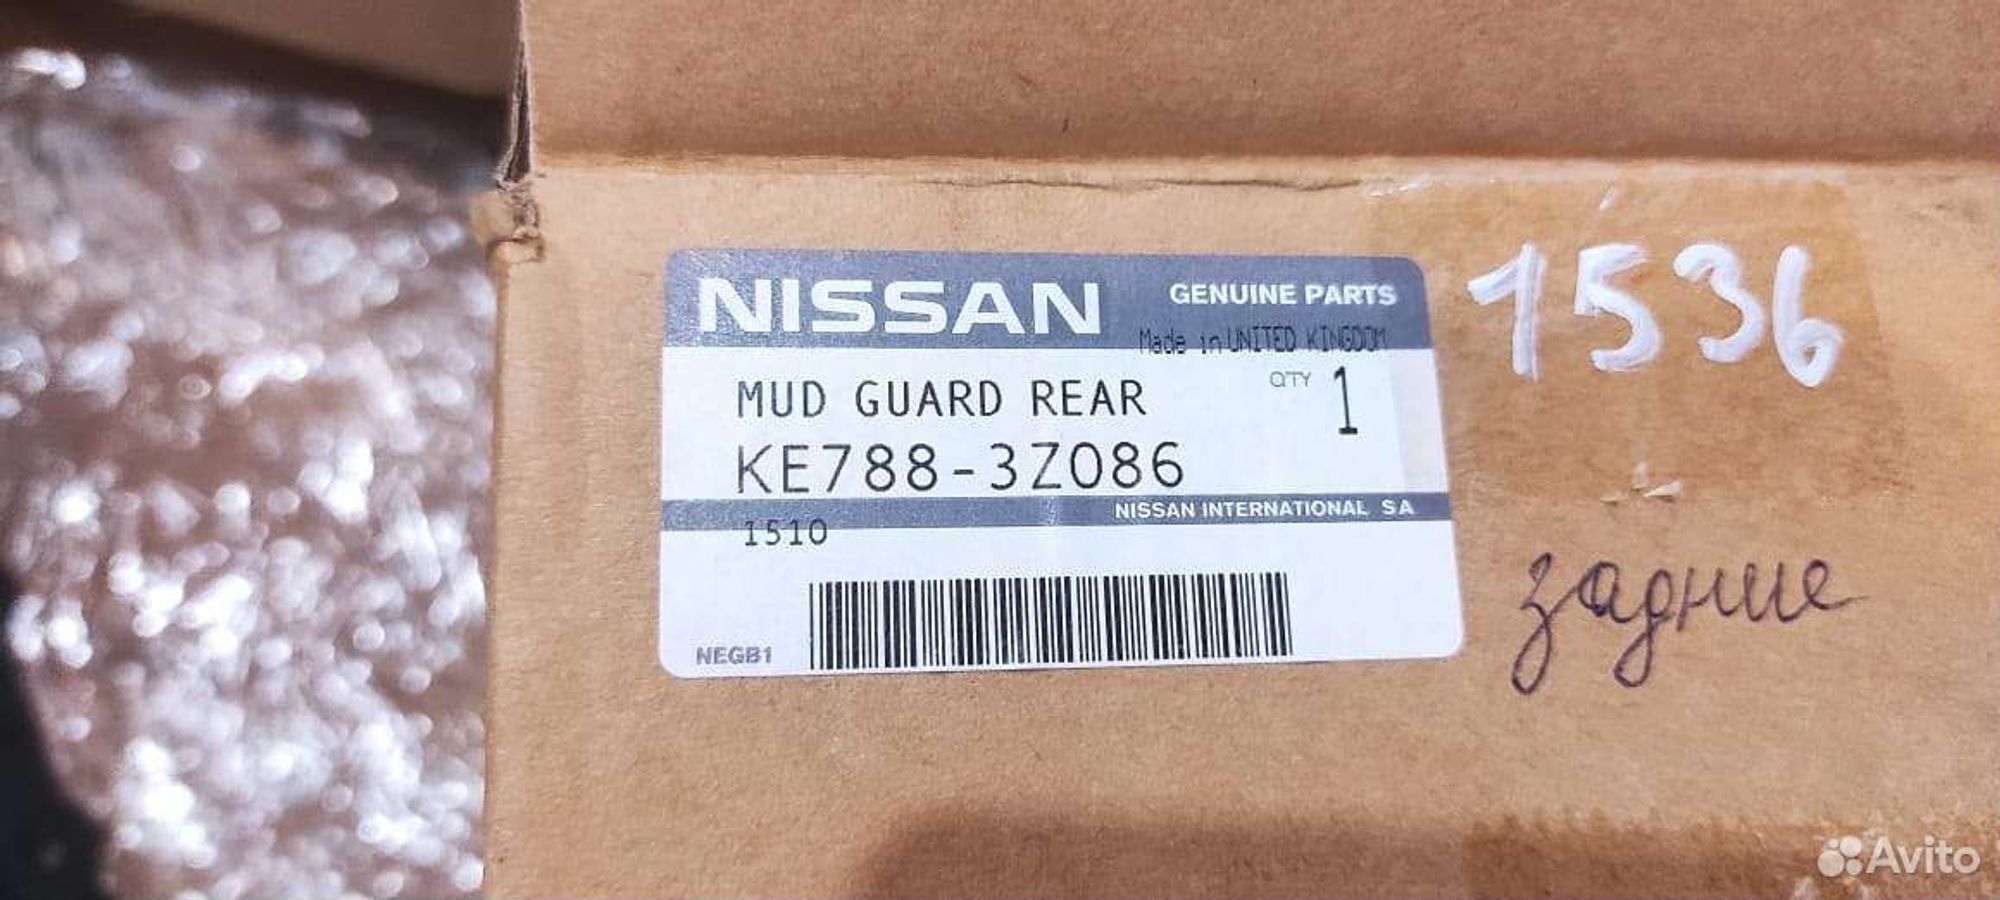 NISSAN GENUINE PARTS
Made in UNITED KINGDOM
MUD GUARD REAR QTY 1
KE788-3Z086
NISSAN INTERNATIONAL SA
1510
NEGB1
1536
задние
Avito